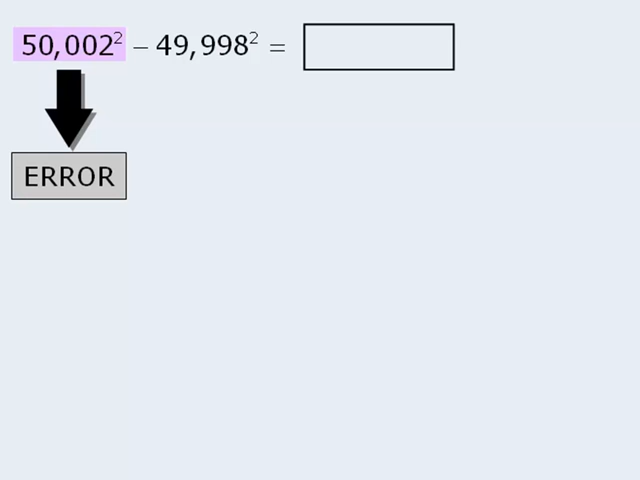 50,002² – 49,998² =
ERROR